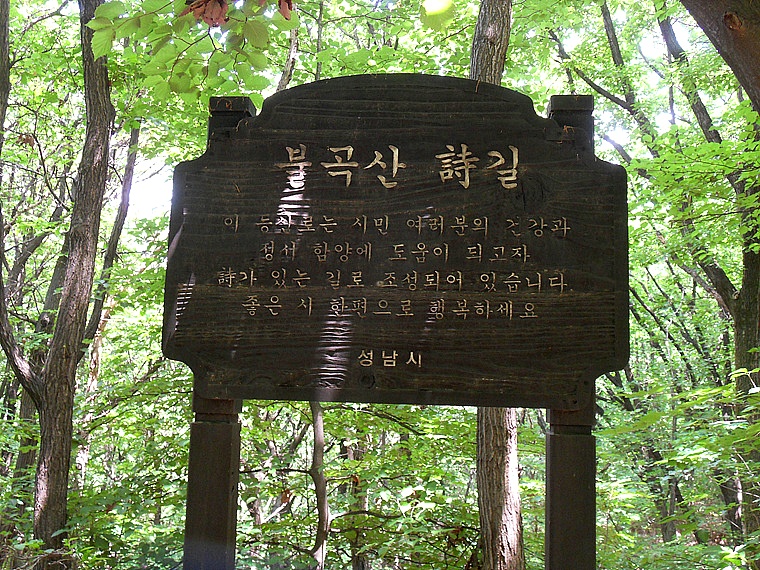 불곡산 詩길
이 등산로는 시민 여러분의 건강과
정서 함양에 도움이 되고자
詩가 있는 길로 조성되어 있습니다
좋은 시 한편으로 행복하세요
성남시